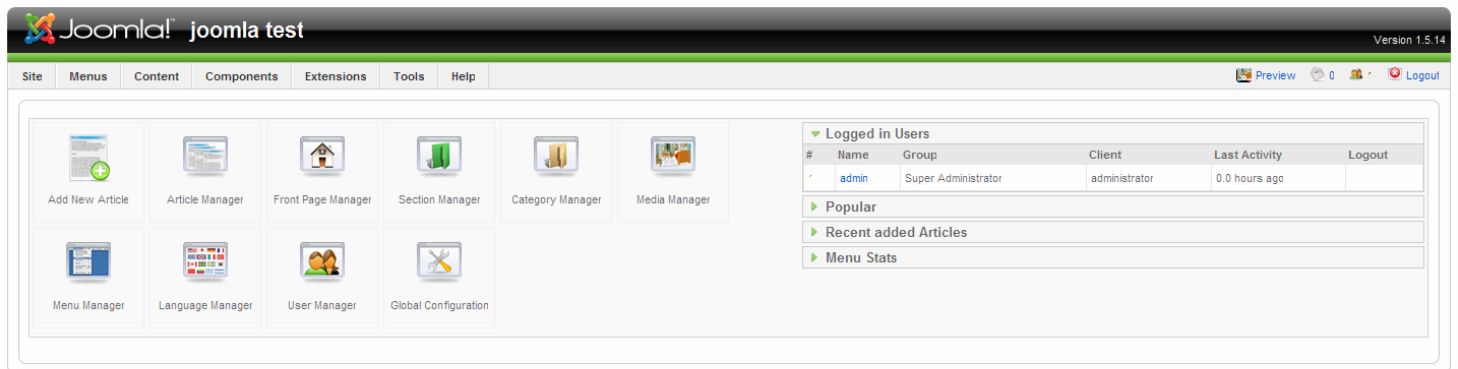 Joomla! joomla test
Version 1.5.14
Site Menus Content Components Extensions Tools Help Preview 0 Logout
Add New Article Article Manager Front Page Manager Section Manager Category Manager Media Manager
Menu Manager Language Manager User Manager Global Configuration
Logged in Users
# Name Group Client Last Activity Logout
admin Super Administrator administrator 0.0 hours ago
Popular
Recent added Articles
Menu Stats